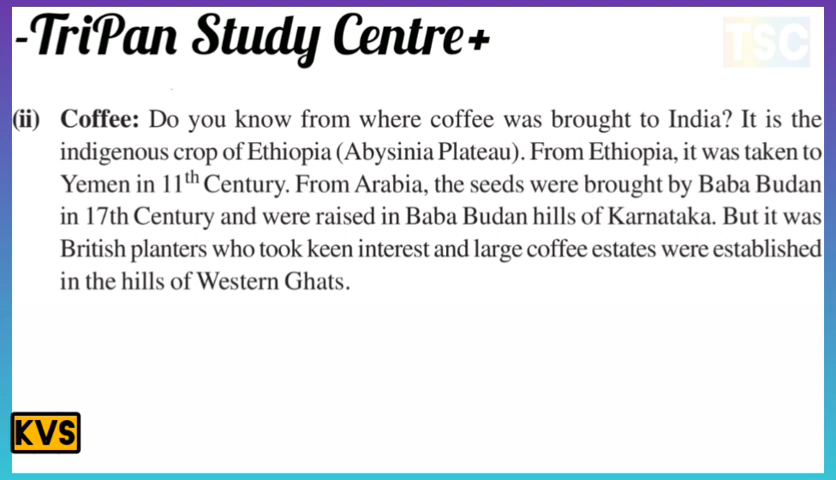 -TriPan Study Centre+
TSC
(ii) Coffee: Do you know from where coffee was brought to India? It is the
indigenous crop of Ethiopia (Abysinia Plateau). From Ethiopia, it was taken to
Yemen in 11th Century. From Arabia, the seeds were brought by Baba Budan
in 17th Century and were raised in Baba Budan hills of Karnataka. But it was
British planters who took keen interest and large coffee estates were established
in the hills of Western Ghats.
KVS